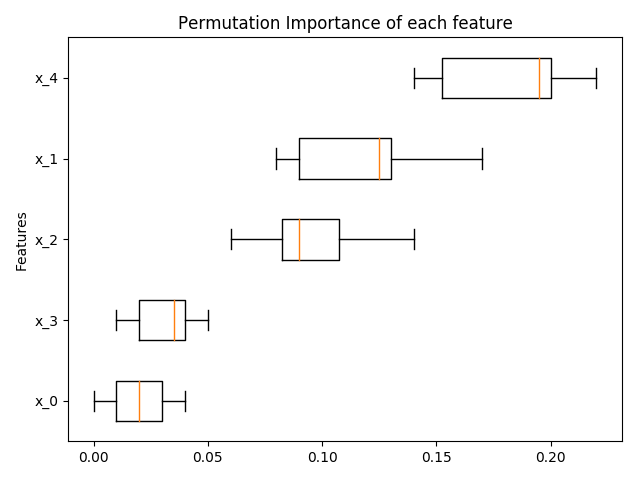 Permutation Importance of each feature
x_4
x_1
x_2
x_3
x_0
Features
0.00
0.05
0.10
0.15
0.20